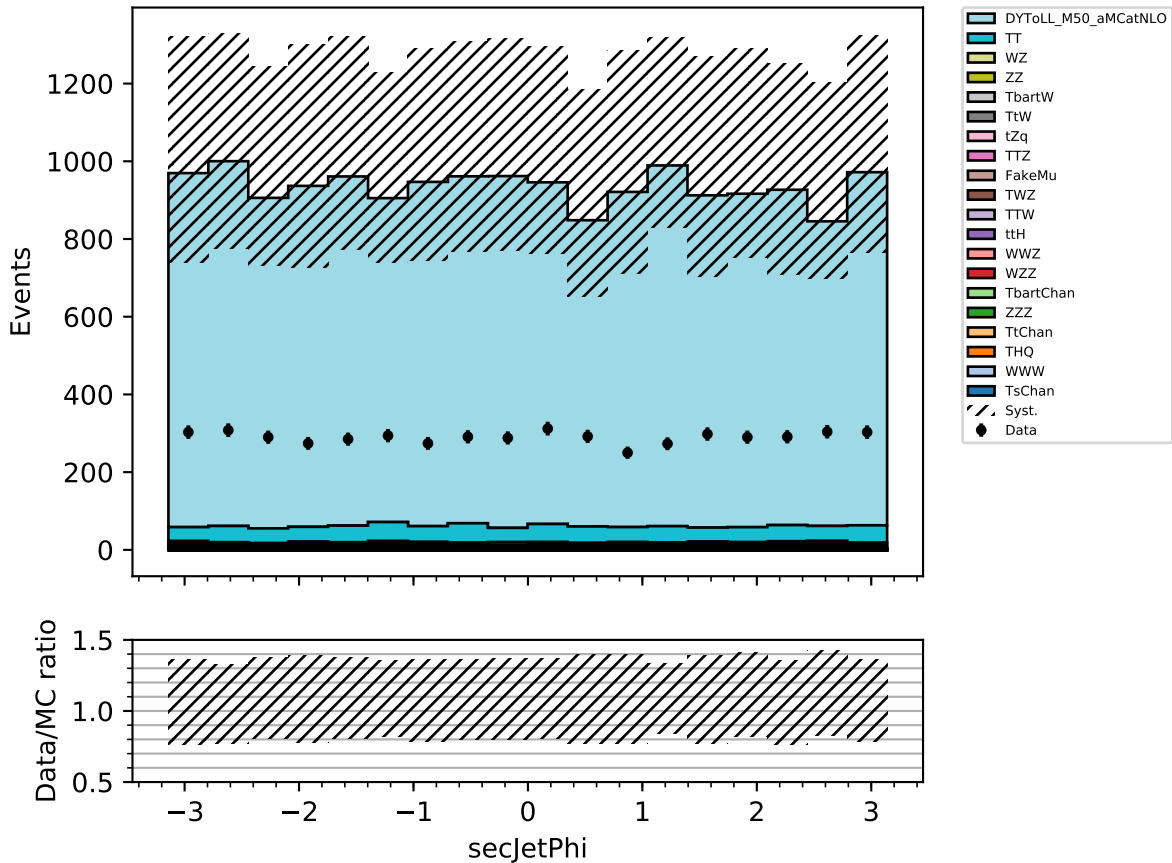 Events
1200
1000
800
600
400
200
0
DYToLL_M50_aMCatNLO
TT
WZ
ZZ
TbartW
TtW
tZq
TTZ
FakeMu
TWZ
TTW
ttH
WWZ
WZZ
TbartChan
ZZZ
TtChan
THQ
WWW
TsChan
Syst.
Data
Data/MC ratio
1.5
1.0
0.5
−3 −2 −1 0 1 2 3
secJetPhi